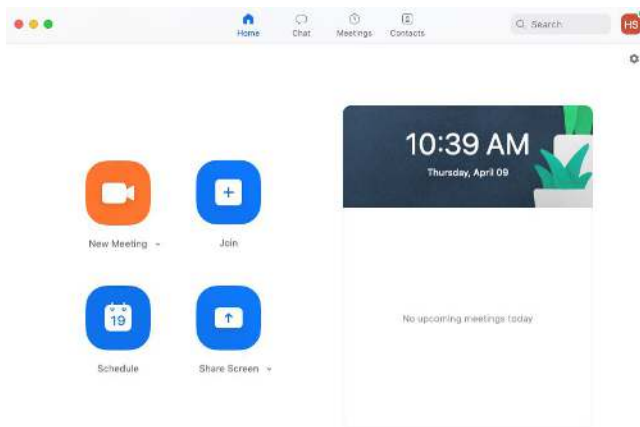 Home
Chat
Meetings
Contacts
Search
HS
10:39 AM
Thursday, April 09
New Meeting
Join
19
Schedule
Share Screen
No upcoming meetings today